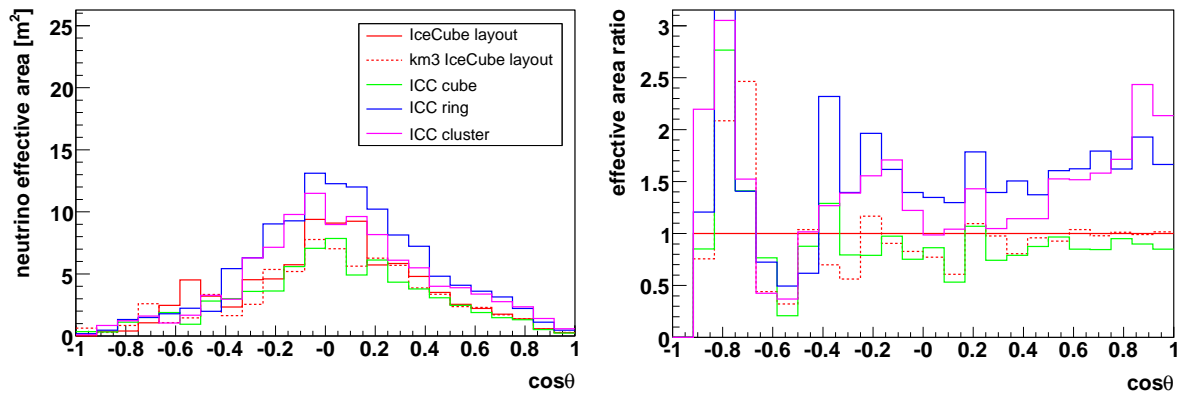 neutrino effective area [m²]
25
20
15
10
5
0
IceCube layout
km3 IceCube layout
ICC cube
ICC ring
ICC cluster
-1 -0.8 -0.6 -0.4 -0.2 -0 0.2 0.4 0.6 0.8 1
cosθ
effective area ratio
3
2.5
2
1.5
1
0.5
0
-1 -0.8 -0.6 -0.4 -0.2 -0 0.2 0.4 0.6 0.8 1
cosθ